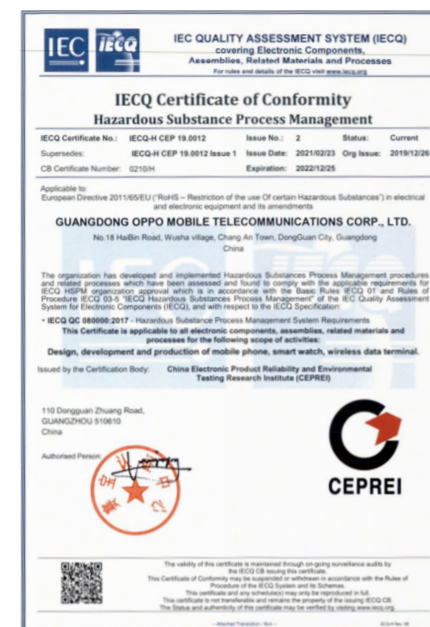 IEC IECQ
IEC QUALITY ASSESSMENT SYSTEM (IECQ)
covering Electronic Components,
Assemblies, Related Materials and Processes
For rules and details of the IECQ visit www.iecq.org
IECQ Certificate of Conformity
Hazardous Substance Process Management
IECQ Certificate No.: IECQ-H CEP 19.0012 Issue No.: 2 Status: Current
Supersedes: IECQ-H CEP 19.0012 Issue 1 Issue Date: 2021/02/23 Org Issue: 2019/12/26
CB Certificate Number: 0210/H Expiration: 2022/12/25
Applicable to:
European Directive 2011/65/EU ("RoHS – Restriction of the use Of certain Hazardous Substances") in electrical
and electronic equipment and its amendments
GUANGDONG OPPO MOBILE TELECOMMUNICATIONS CORP., LTD.
No.18 HaiBin Road, Wusha village, Chang An Town, DongGuan City, Guangdong
China
The organization has developed and implemented Hazardous Substances Process Management procedures
and related processes which have been assessed and found to comply with the applicable requirements for
IECQ HSPM organization approval which is in accordance with the Basic Rules IECQ 01 and Rules of
Procedure IECQ 03-5 "IECQ Hazardous Substances Process Management" of the IEC Quality Assessment
System for Electronic Components (IECQ), and with respect to the IECQ Specification:
• IECQ QC 080000:2017 - Hazardous Substance Process Management System Requirements
This Certificate is applicable to all electronic components, assemblies, related materials and
processes for the following scope of activities:
Design, development and production of mobile phone, smart watch, wireless data terminal.
Issued by the Certification Body: China Electronic Product Reliability and Environmental
Testing Research Institute (CEPREI)
110 Dongguan Zhuang Road,
GUANGZHOU 510610
China
Authorised Person:
CEPREI
The validity of this certificate is maintained through on-going surveillance audits by
the IECQ CB issuing this certificate.
This Certificate of Conformity may be suspended or withdrawn in accordance with the Rules of
Procedure of the IECQ System and its Schemes.
This certificate and any schedule(s) may only be reproduced in full.
This certificate is not transferable and remains the property of the issuing IECQ CB.
The Status and authenticity of this certificate may be verified by visiting www.iecq.org.